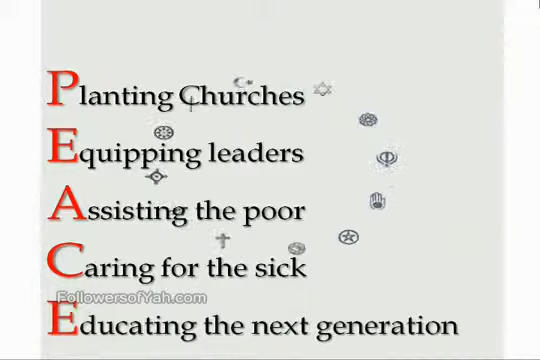 Planting Churches
Equipping leaders
Assisting the poor
Caring for the sick
FollowersofYah.com
Educating the next generation